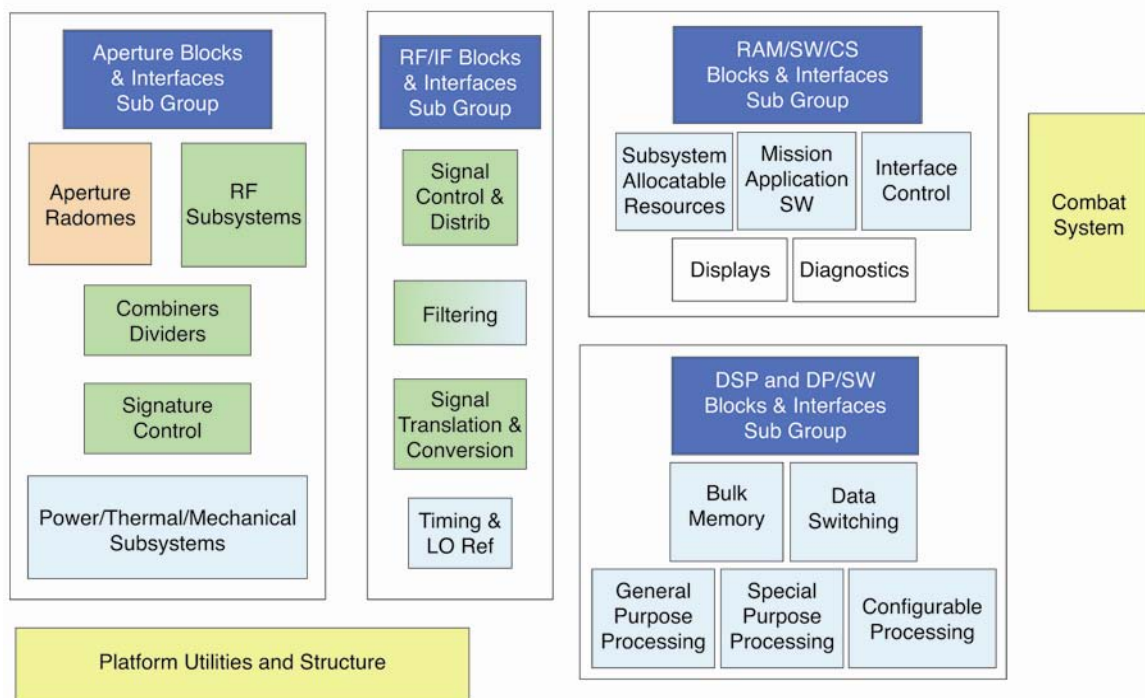 Aperture Blocks
& Interfaces
Sub Group
Aperture
Radomes
RF
Subsystems
Combiners
Dividers
Signature
Control
Power/Thermal/Mechanical
Subsystems
RF/IF Blocks
& Interfaces
Sub Group
Signal
Control &
Distrib
Filtering
Signal
Translation &
Conversion
Timing &
LO Ref
RAM/SW/CS
Blocks & Interfaces
Sub Group
Subsystem
Allocatable
Resources
Mission
Application
SW
Interface
Control
Displays
Diagnostics
DSP and DP/SW
Blocks & Interfaces
Sub Group
Bulk
Memory
Data
Switching
General
Purpose
Processing
Special
Purpose
Processing
Configurable
Processing
Combat
System
Platform Utilities and Structure